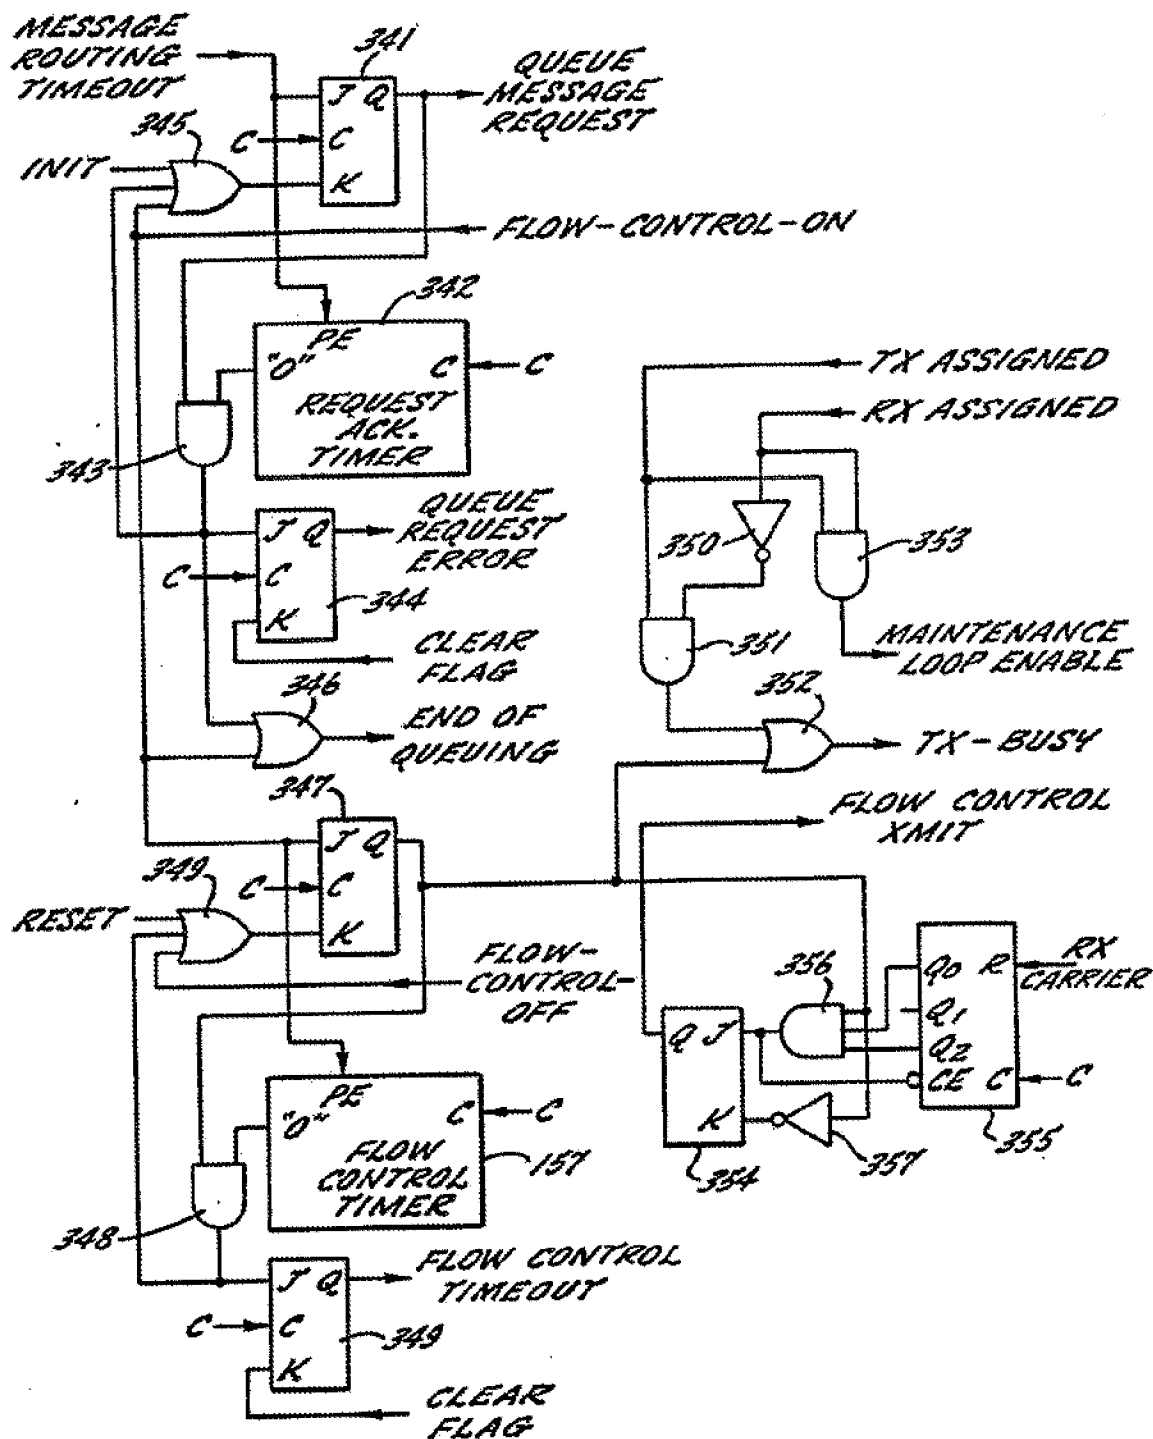 MESSAGE
ROUTING
TIMEOUT
341
J Q
C
K
C
QUEUE
MESSAGE
REQUEST
345
INIT
FLOW-CONTROL-ON
342
PE
"0"
C
C
REQUEST
ACK.
TIMER
343
QUEUE
REQUEST
ERROR
J Q
C
C
K
344
CLEAR
FLAG
346
END OF
QUEUING
TX ASSIGNED
RX ASSIGNED
350
353
351
MAINTENANCE
LOOP ENABLE
352
TX-BUSY
FLOW CONTROL
XMIT
347
J Q
C
C
K
349
RESET
FLOW-
CONTROL-
OFF
356
Q0 R
Q1
Q2
CE C
RX
CARRIER
C
355
Q J
K
354
357
PE
"0"
C
C
FLOW
CONTROL
TIMER
157
348
FLOW CONTROL
TIMEOUT
J Q
C
C
K
349
CLEAR
FLAG